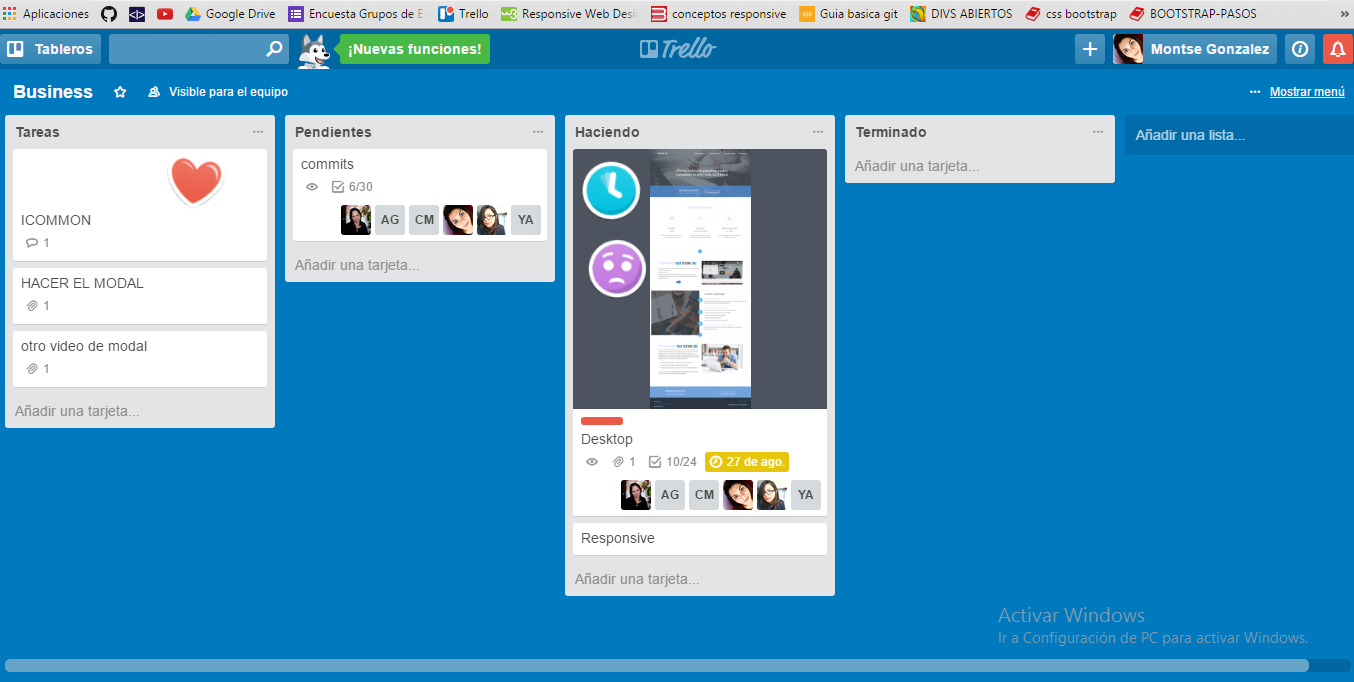 Aplicaciones Google Drive Encuesta Grupos de E Trello Responsive Web Desi conceptos responsive Guia basica git DIVS ABIERTOS css bootstrap BOOTSTRAP-PASOS »
Tableros ¡Nuevas funciones! Trello Montse Gonzalez
Business Visible para el equipo Mostrar menú
Tareas
ICOMMON
1
HACER EL MODAL
1
otro video de modal
1
Añadir una tarjeta...
Pendientes
commits
6/30
AG CM YA
Añadir una tarjeta...
Haciendo
Desktop
1 10/24 27 de ago.
AG CM YA
Responsive
Añadir una tarjeta...
Terminado
Añadir una tarjeta...
Añadir una lista...
Activar Windows
Ir a Configuración de PC para activar Windows.